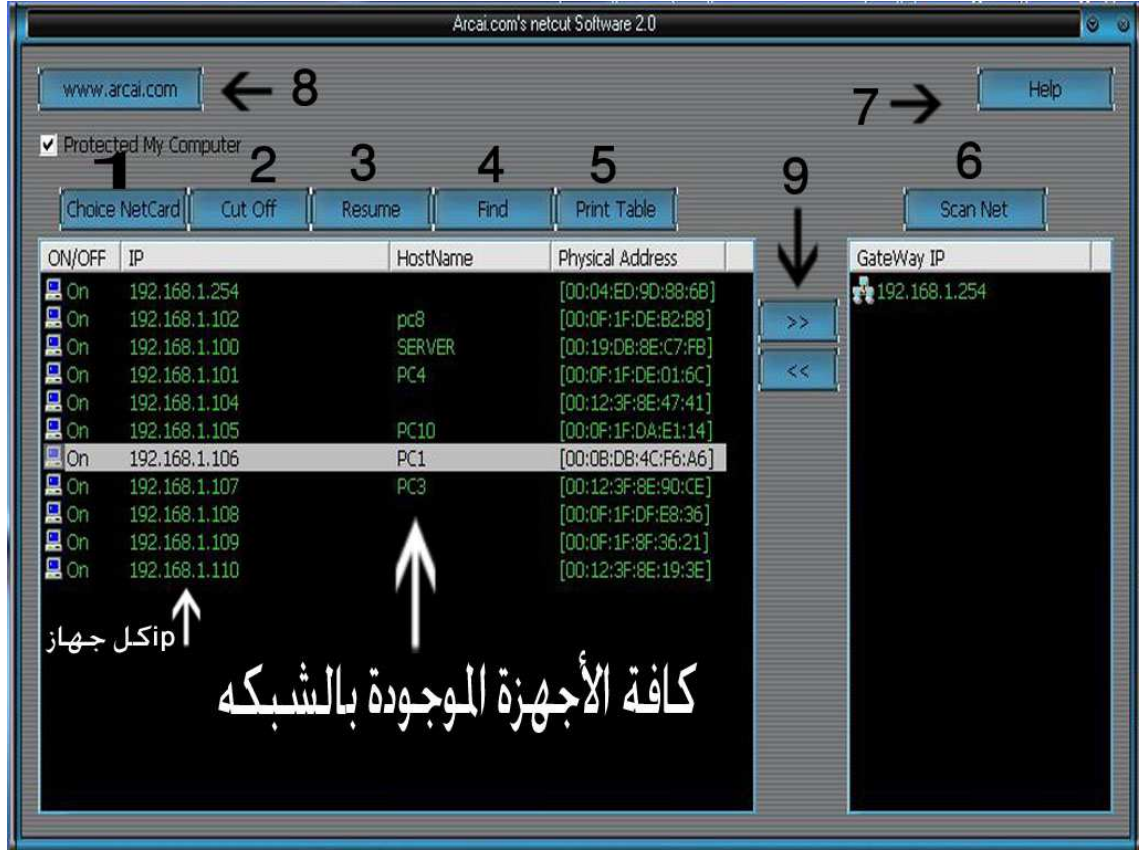 Arcai.com's netcut Software 2.0
www.arcai.com 8 7 Help
Protected My Computer
1 2 3 4 5 9 6
Choice NetCard Cut Off Resume Find Print Table Scan Net
ON/OFF IP HostName Physical Address GateWay IP
On 192.168.1.254 [00:04:ED:9D:88:6B] 192.168.1.254
On 192.168.1.102 pc8 [00:0F:1F:DE:B2:B8] >>
On 192.168.1.100 SERVER [00:19:DB:8E:C7:FB]
On 192.168.1.101 PC4 [00:0F:1F:DE:01:6C] <<
On 192.168.1.104 [00:12:3F:8E:47:41]
On 192.168.1.105 PC10 [00:0F:1F:DA:E1:14]
On 192.168.1.106 PC1 [00:0B:DB:4C:F6:A6]
On 192.168.1.107 PC3 [00:12:3F:8E:90:CE]
On 192.168.1.108 [00:0F:1F:DF:E8:36]
On 192.168.1.109 [00:0F:1F:8F:36:21]
On 192.168.1.110 [00:12:3F:8E:19:3E]
ipكل جهاز
كافة الأجهزة الموجودة بالشبكه